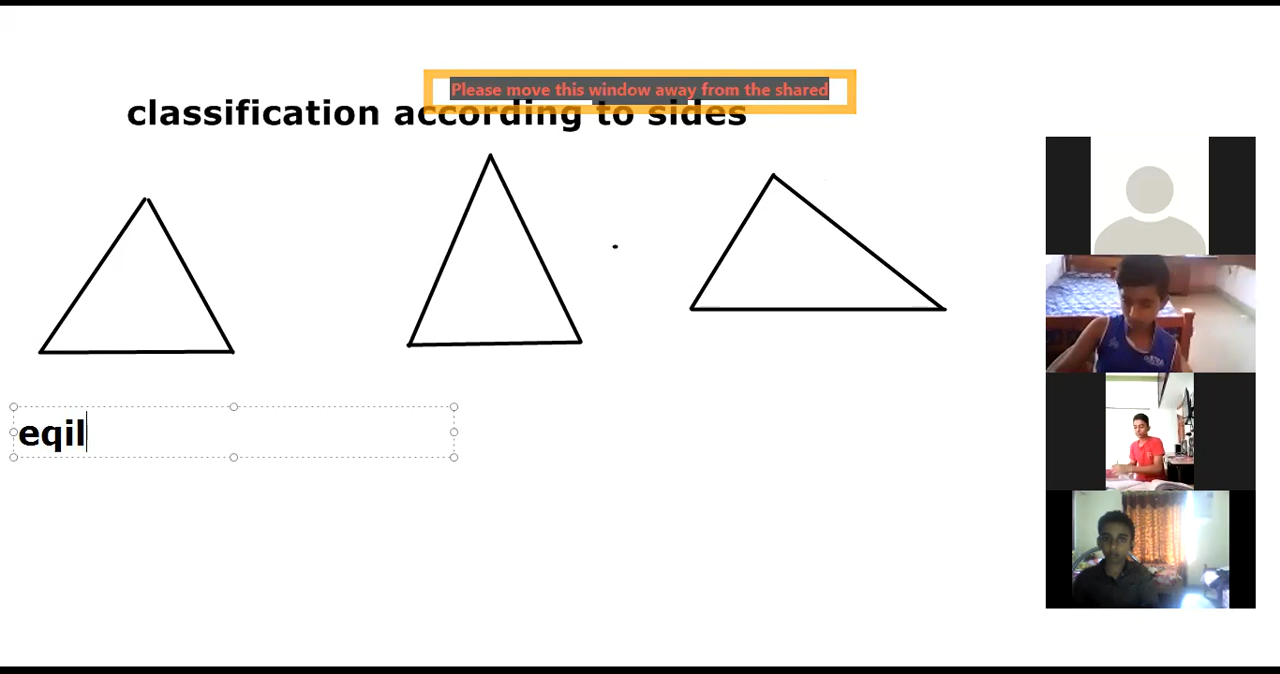 Please move this window away from the shared
classification according to sides
eqil